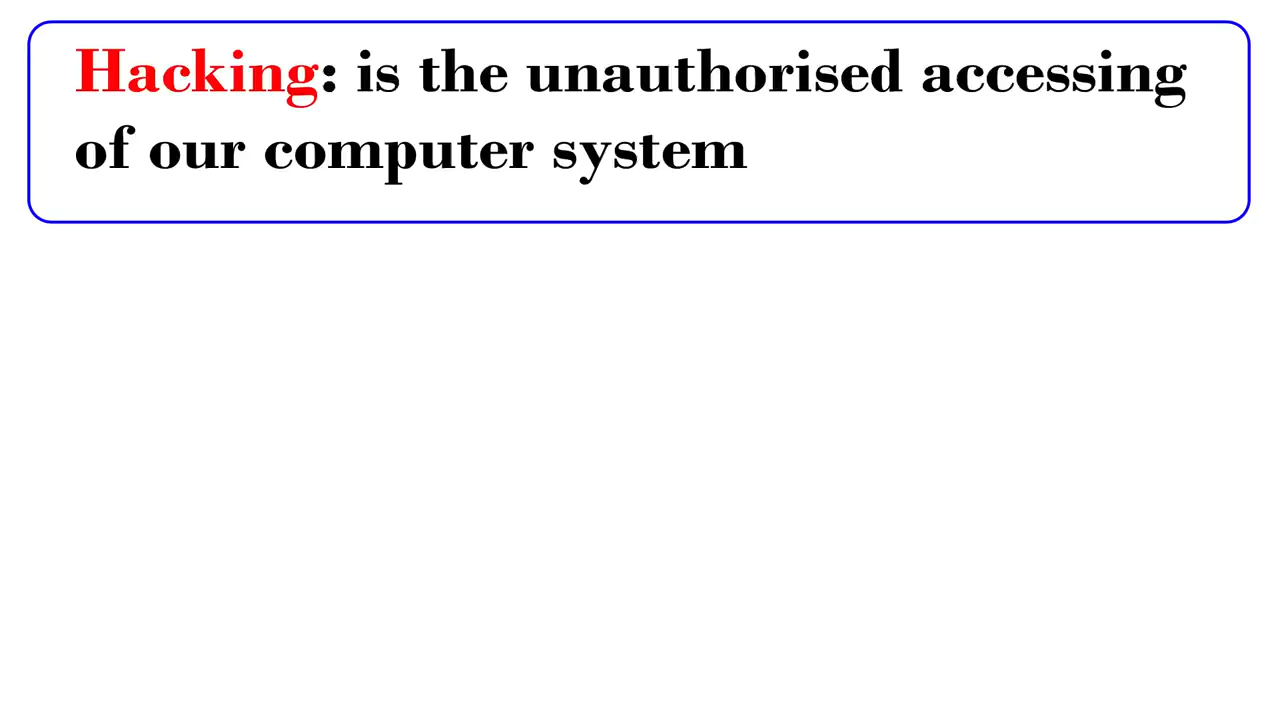 Hacking: is the unauthorised accessing
of our computer system